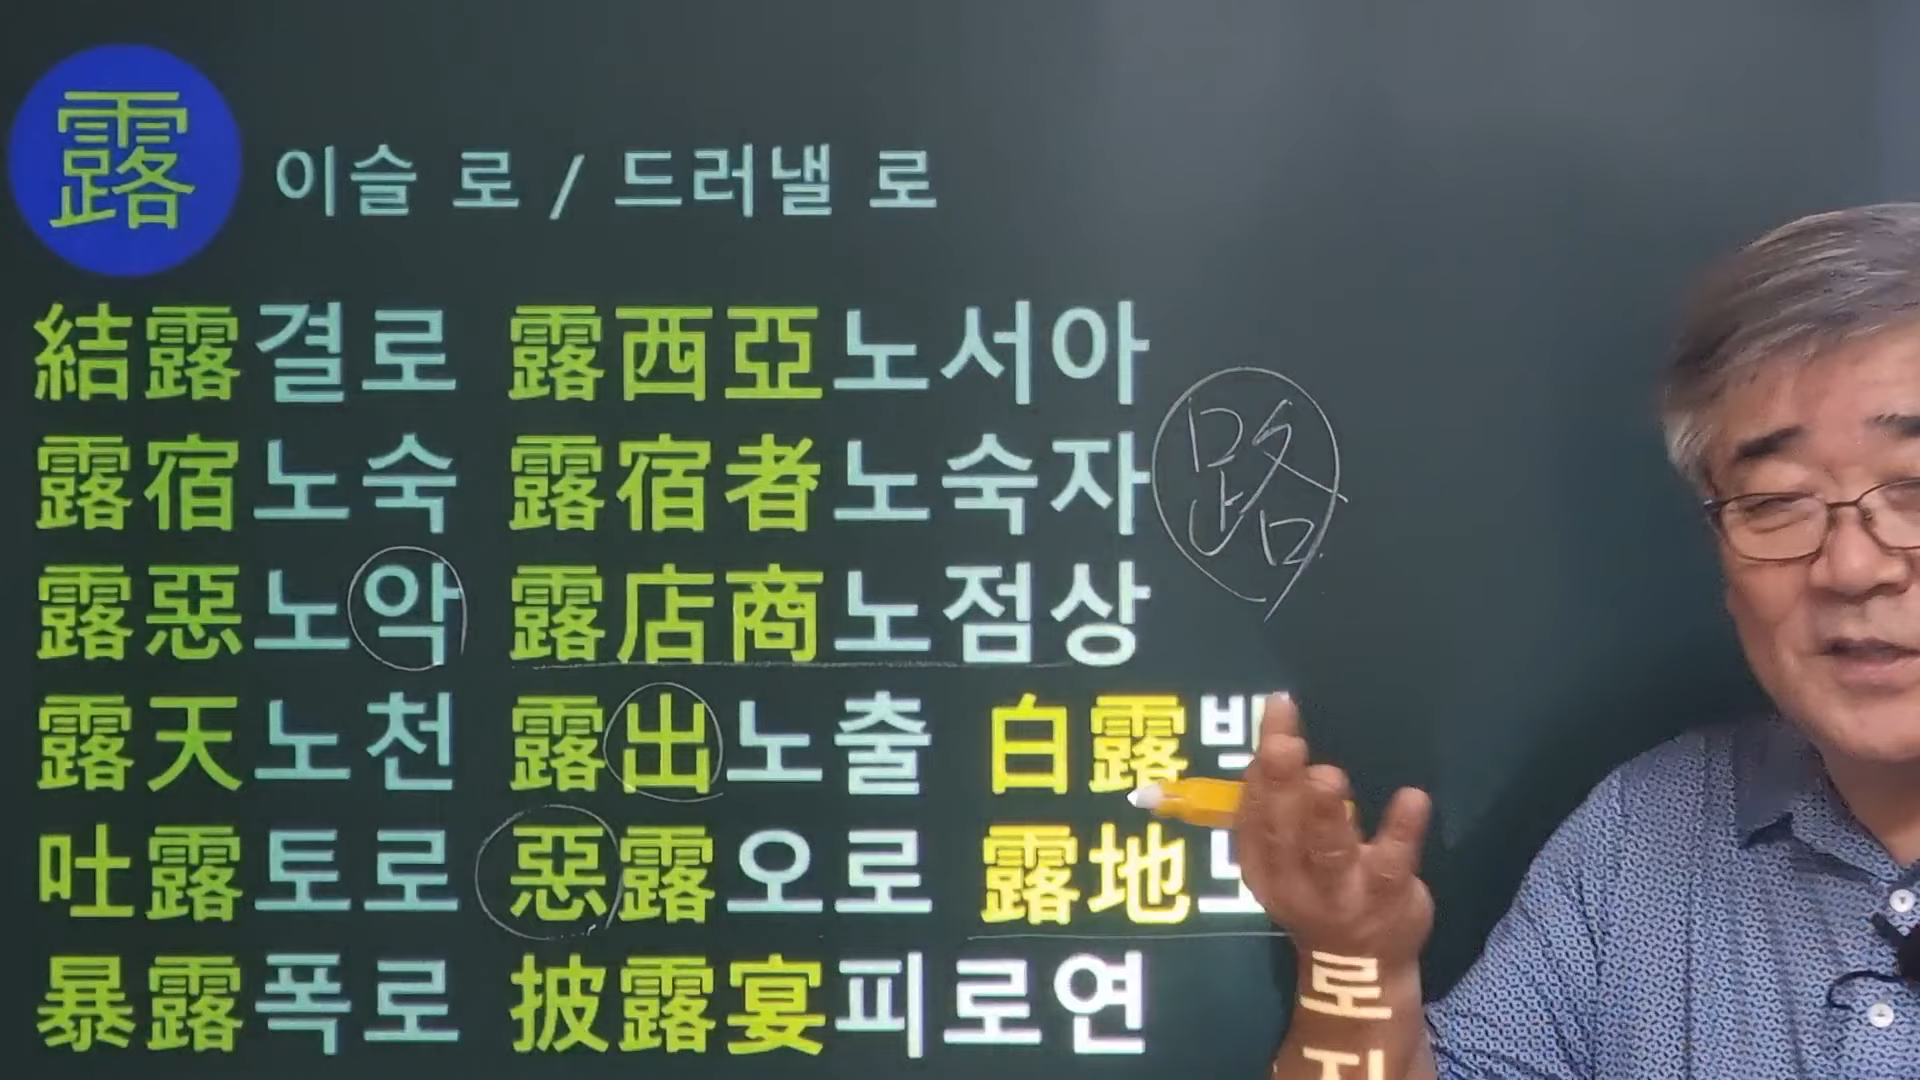 露 이슬 로 / 드러낼 로
結露결로 露西亞노서아
露宿노숙 露宿者노숙자
路
露惡노악 露店商노점상
露天노천 露出노출 白露
吐露토로 惡露오로 露地
暴露폭로 披露宴피로연
로